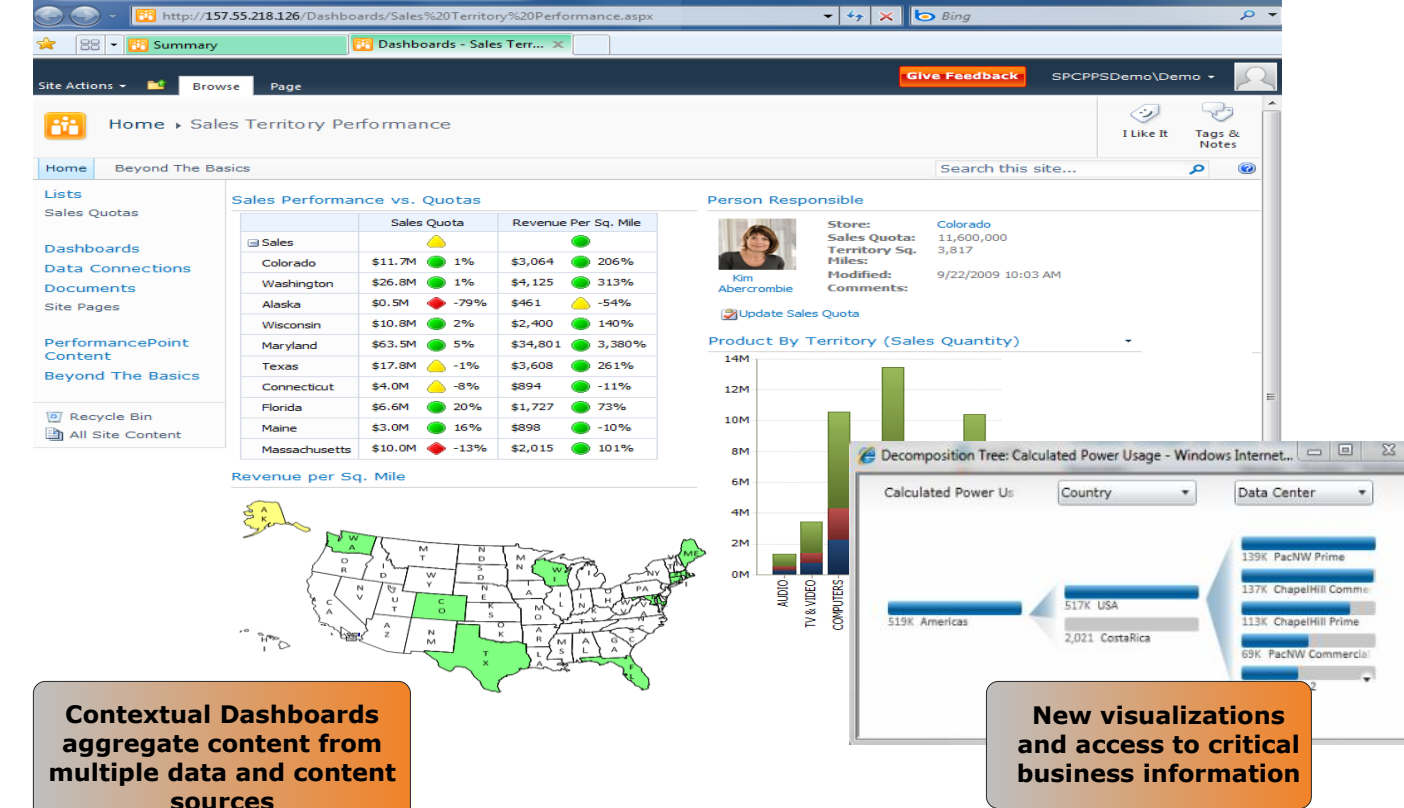 http://157.55.218.126/Dashboards/Sales%20Territory%20Performance.aspx
Bing
Summary
Dashboards - Sales Terr...
Site Actions
Browse
Page
Give Feedback
SPCPPSDemo\Demo
Home ▸ Sales Territory Performance
I Like It
Tags &
Notes
Home
Beyond The Basics
Search this site...
Lists
Sales Quotas
Dashboards
Data Connections
Documents
Site Pages
PerformancePoint
Content
Beyond The Basics
Recycle Bin
All Site Content
Sales Performance vs. Quotas
Sales Quota Revenue Per Sq. Mile
Sales
Colorado $11.7M 1% $3,064 206%
Washington $26.8M 1% $4,125 313%
Alaska $0.5M -79% $461 -54%
Wisconsin $10.8M 2% $2,400 140%
Maryland $63.5M 5% $34,801 3,380%
Texas $17.8M -1% $3,608 261%
Connecticut $4.0M -8% $894 -11%
Florida $6.6M 20% $1,727 73%
Maine $3.0M 16% $898 -10%
Massachusetts $10.0M -13% $2,015 101%
Person Responsible
Kim
Abercrombie
Store: Colorado
Sales Quota: 11,600,000
Territory Sq. 3,817
Miles:
Modified: 9/22/2009 10:03 AM
Comments:
Update Sales Quota
Product By Territory (Sales Quantity)
14M
12M
10M
8M
6M
4M
2M
0M
AUDIO
TV & VIDEO
COMPUTERS
Revenue per Sq. Mile
Decomposition Tree: Calculated Power Usage - Windows Internet...
Calculated Power Us
Country
Data Center
519K Americas
517K USA
2,021 CostaRica
139K PacNW Prime
137K ChapelHill Comme
113K ChapelHill Prime
69K PacNW Commercia
2
Contextual Dashboards
aggregate content from
multiple data and content
sources
New visualizations
and access to critical
business information